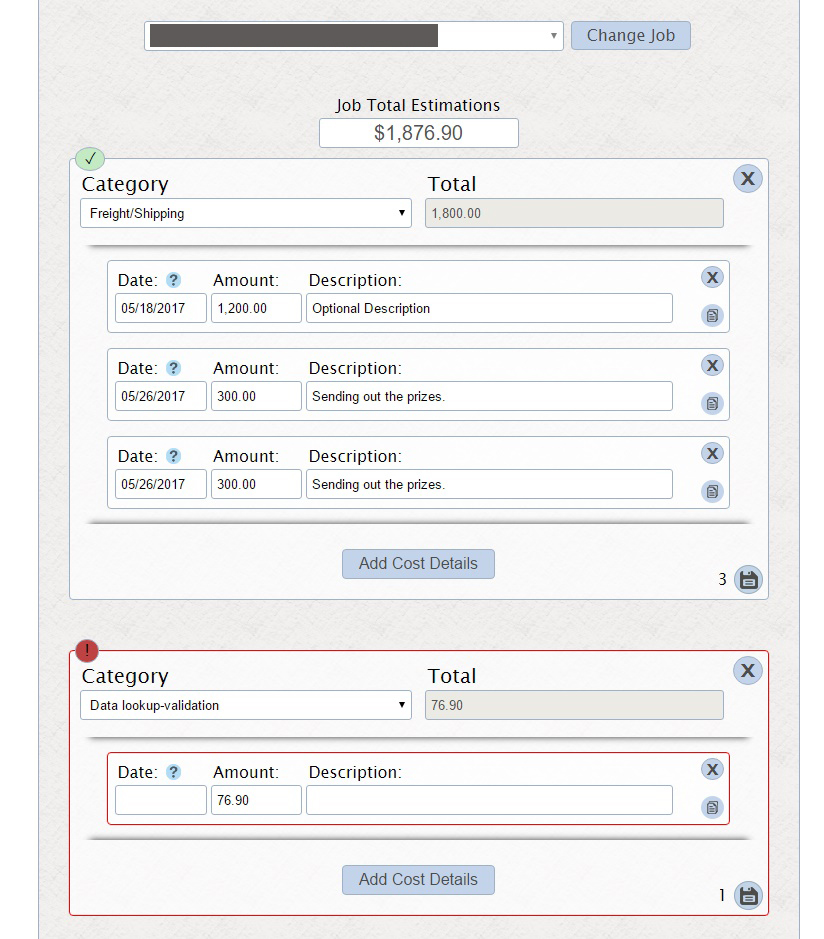 Change Job
Job Total Estimations
$1,876.90
✓
Category Total X
Freight/Shipping 1,800.00
Date: ? Amount: Description: X
05/18/2017 1,200.00 Optional Description
Date: ? Amount: Description: X
05/26/2017 300.00 Sending out the prizes.
Date: ? Amount: Description: X
05/26/2017 300.00 Sending out the prizes.
Add Cost Details
3
!
Category Total X
Data lookup-validation 76.90
Date: ? Amount: Description: X
76.90
Add Cost Details
1